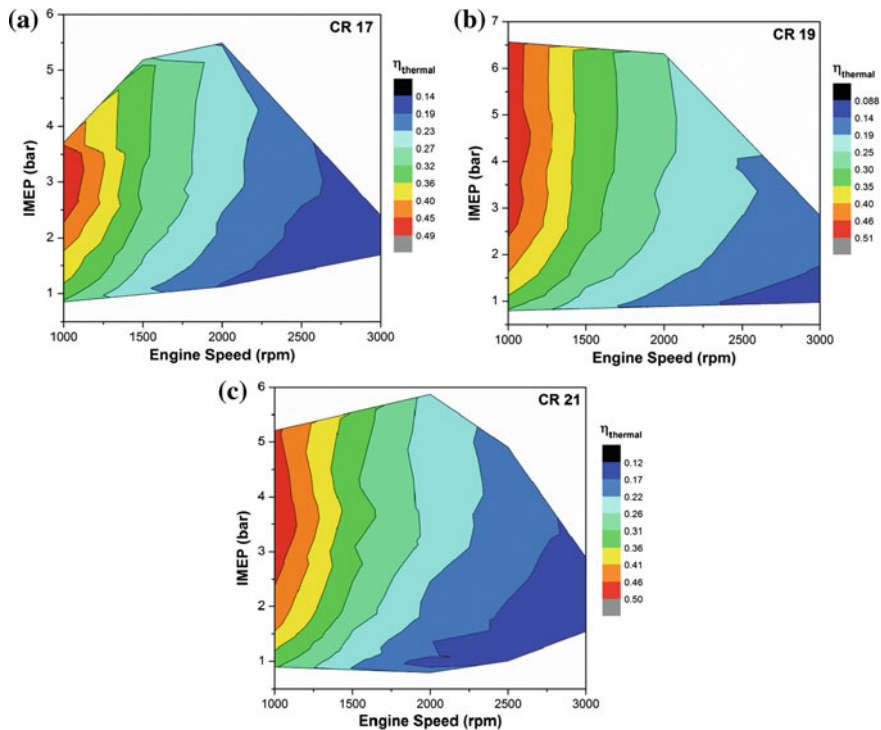 (a)
CR 17
6
5
4
3
2
1
IMEP (bar)
1000 1500 2000 2500 3000
Engine Speed (rpm)
ηthermal
0.14
0.19
0.23
0.27
0.32
0.36
0.40
0.45
0.49
(b)
CR 19
7
6
5
4
3
2
1
IMEP (bar)
1000 1500 2000 2500 3000
Engine Speed (rpm)
ηthermal
0.088
0.14
0.19
0.25
0.30
0.35
0.40
0.46
0.51
(c)
CR 21
6
5
4
3
2
1
IMEP (bar)
1000 1500 2000 2500 3000
Engine Speed (rpm)
ηthermal
0.12
0.17
0.22
0.26
0.31
0.36
0.41
0.46
0.50